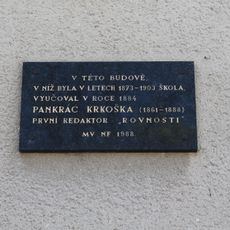 V TÉTO BUDOVĚ,
V NÍŽ BYLA V LETECH 1873-1903 ŠKOLA,
VYUČOVAL V ROCE 1884
PANKRÁC KRKOŠKA (1861-1888)
PRVNÍ REDAKTOR „ROVNOSTI"
MV NF 1988